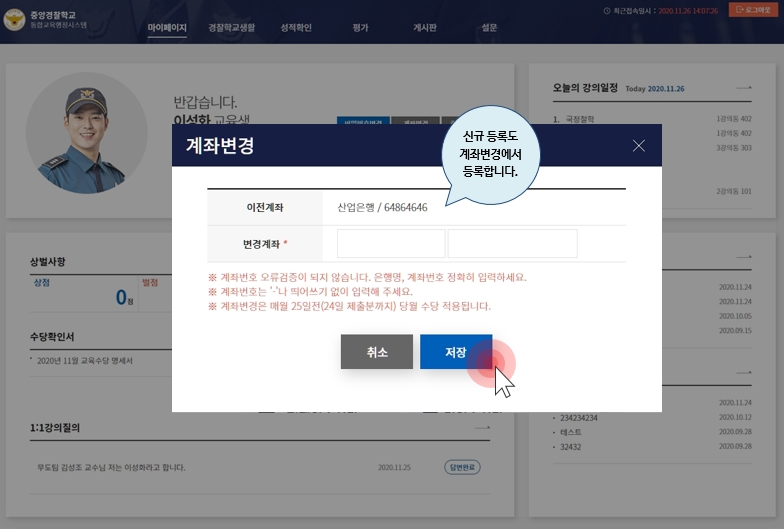 중앙경찰학교
통합교육행정시스템
최근접속일시 : 2020.11.26 14:07:26
로그아웃
마이페이지 경찰학교생활 성적확인 평가 게시판 설문
반갑습니다.
이성화 교육생
오늘의 강의일정 Today 2020.11.26
1. 국정철학 1강의동 402
1강의동 402
3강의동 303
2강의동 101
계좌변경
신규 등록도
계좌변경에서
등록합니다.
이전계좌 산업은행 / 64864646
변경계좌 *
※ 계좌번호 오류검증이 되지 않습니다. 은행명, 계좌번호 정확히 입력하세요.
※ 계좌번호는 '-'나 띄어쓰기 없이 입력해 주세요.
※ 계좌변경은 매월 25일전(24일 제출분까지) 당월 수당 적용됩니다.
취소 저장
상벌사항
상점 벌점
0점
수당확인서
2020년 11월 교육수당 명세서
1:1강의질의
무도팀 김성조 교수님 저는 이성화라고 합니다. 2020.11.25 답변완료
2020.11.24
2020.11.24
2020.10.05
2020.09.15
2020.11.24
234234234 2020.10.12
테스트 2020.09.28
32432 2020.09.28